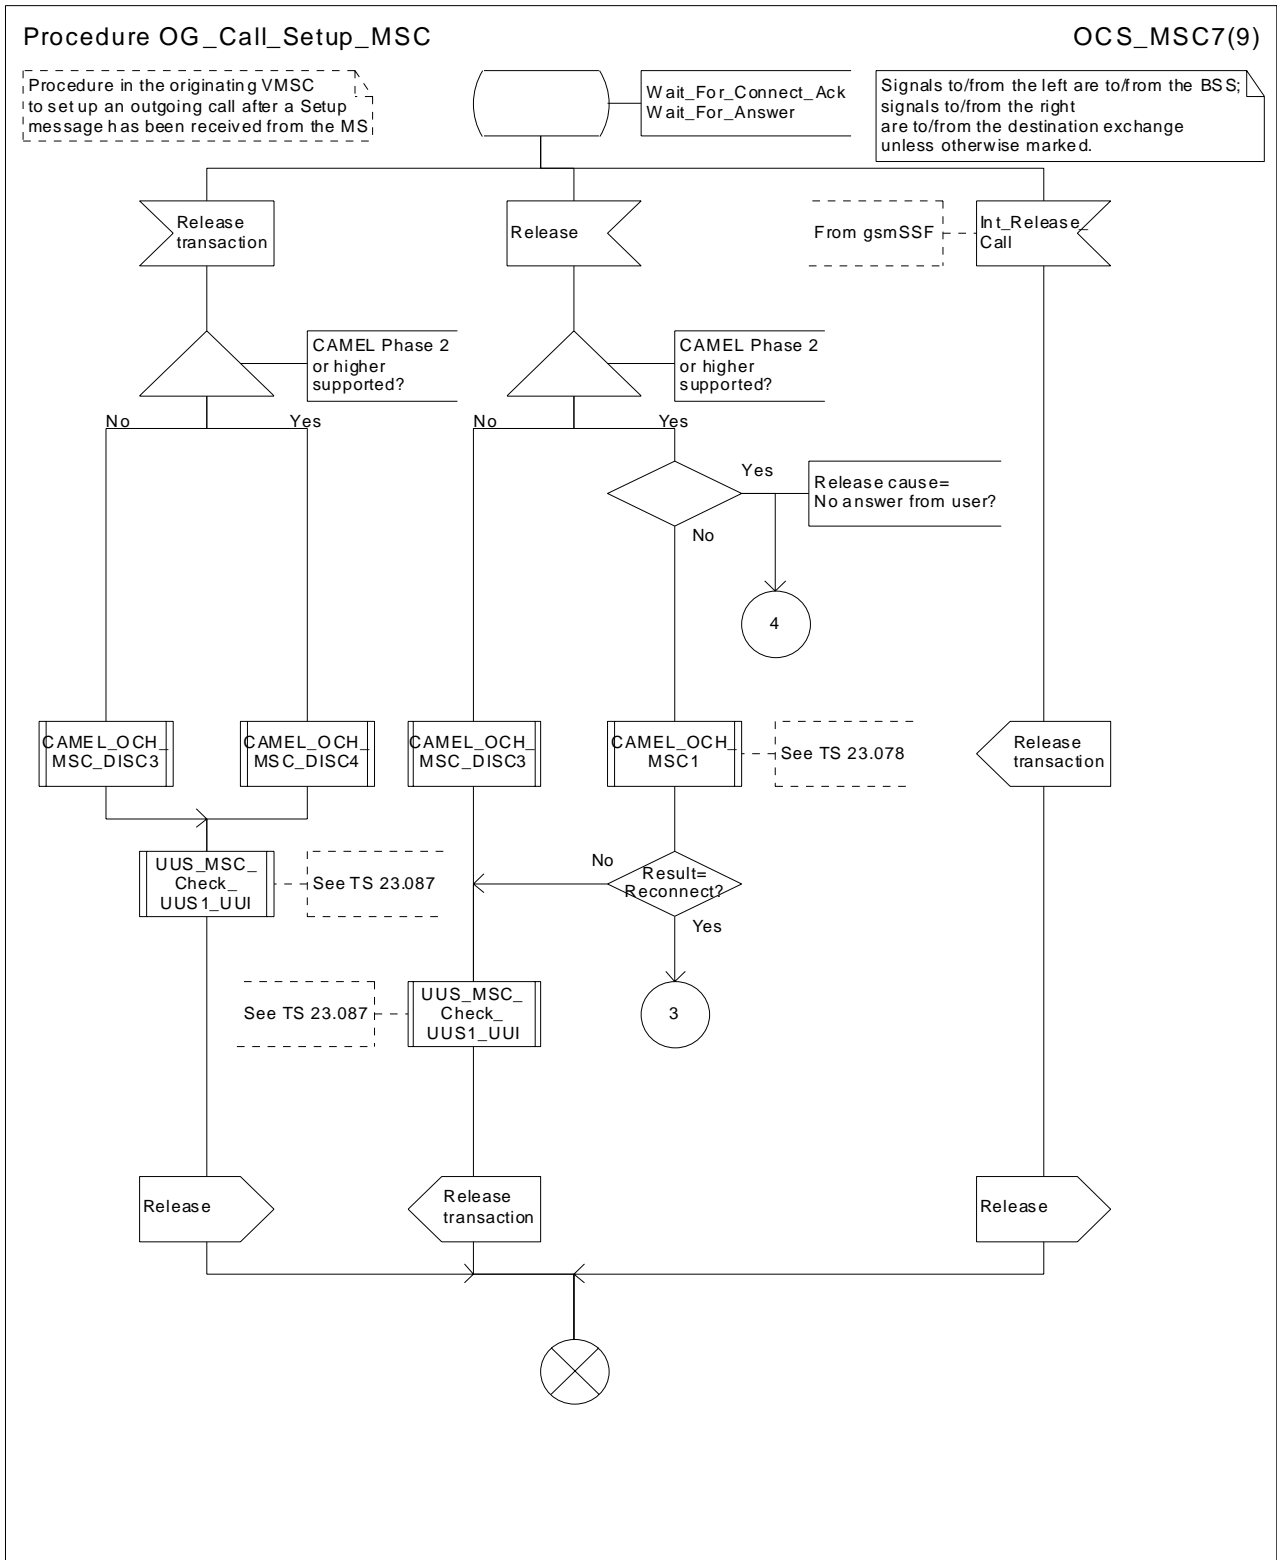 Procedure OG_Call_Setup_MSC
OCS_MSC7(9)
Procedure in the originating VMSC
to set up an outgoing call after a Setup
message has been received from the MS
Wait_For_Connect_Ack
Wait_For_Answer
Signals to/from the left are to/from the BSS;
signals to/from the right
are to/from the destination exchange
unless otherwise marked.
Release
transaction
Release
From gsmSSF
Int_Release_
Call
CAMEL Phase 2
or higher
supported?
CAMEL Phase 2
or higher
supported?
No
Yes
No
Yes
Yes
Release cause=
No answer from user?
No
4
CAMEL_OCH_
MSC_DISC3
CAMEL_OCH_
MSC_DISC4
CAMEL_OCH_
MSC_DISC3
CAMEL_OCH_
MSC1
See TS 23.078
Release
transaction
UUS_MSC_
Check_
UUS1_UUI
See TS 23.087
No
Result=
Reconnect?
Yes
See TS 23.087
UUS_MSC_
Check_
UUS1_UUI
3
Release
Release
transaction
Release